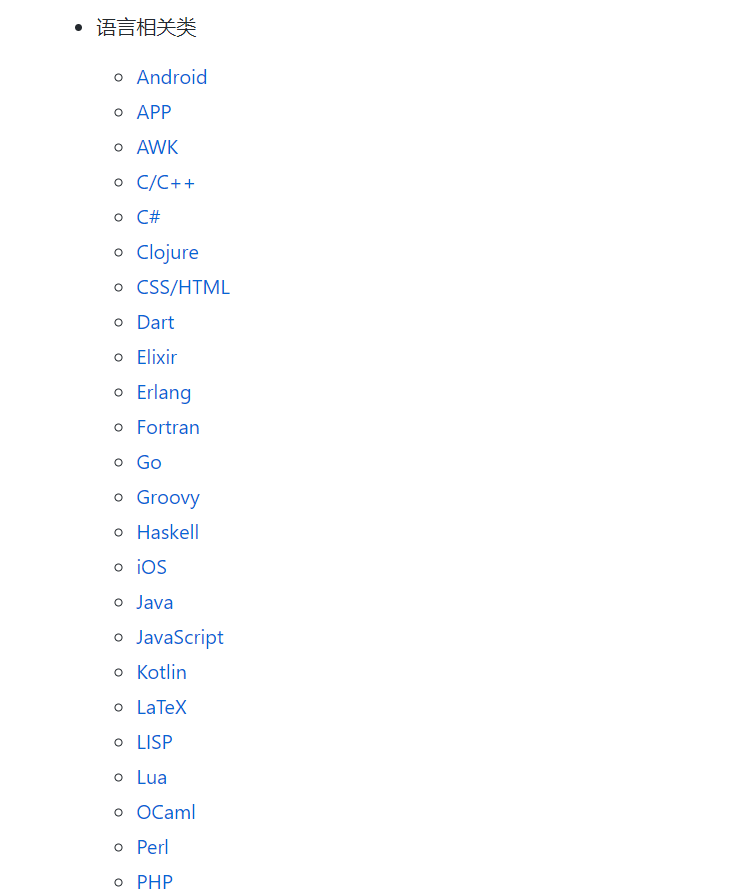 语言相关类
Android
APP
AWK
C/C++
C#
Clojure
CSS/HTML
Dart
Elixir
Erlang
Fortran
Go
Groovy
Haskell
iOS
Java
JavaScript
Kotlin
LaTeX
LISP
Lua
OCaml
Perl
PHP